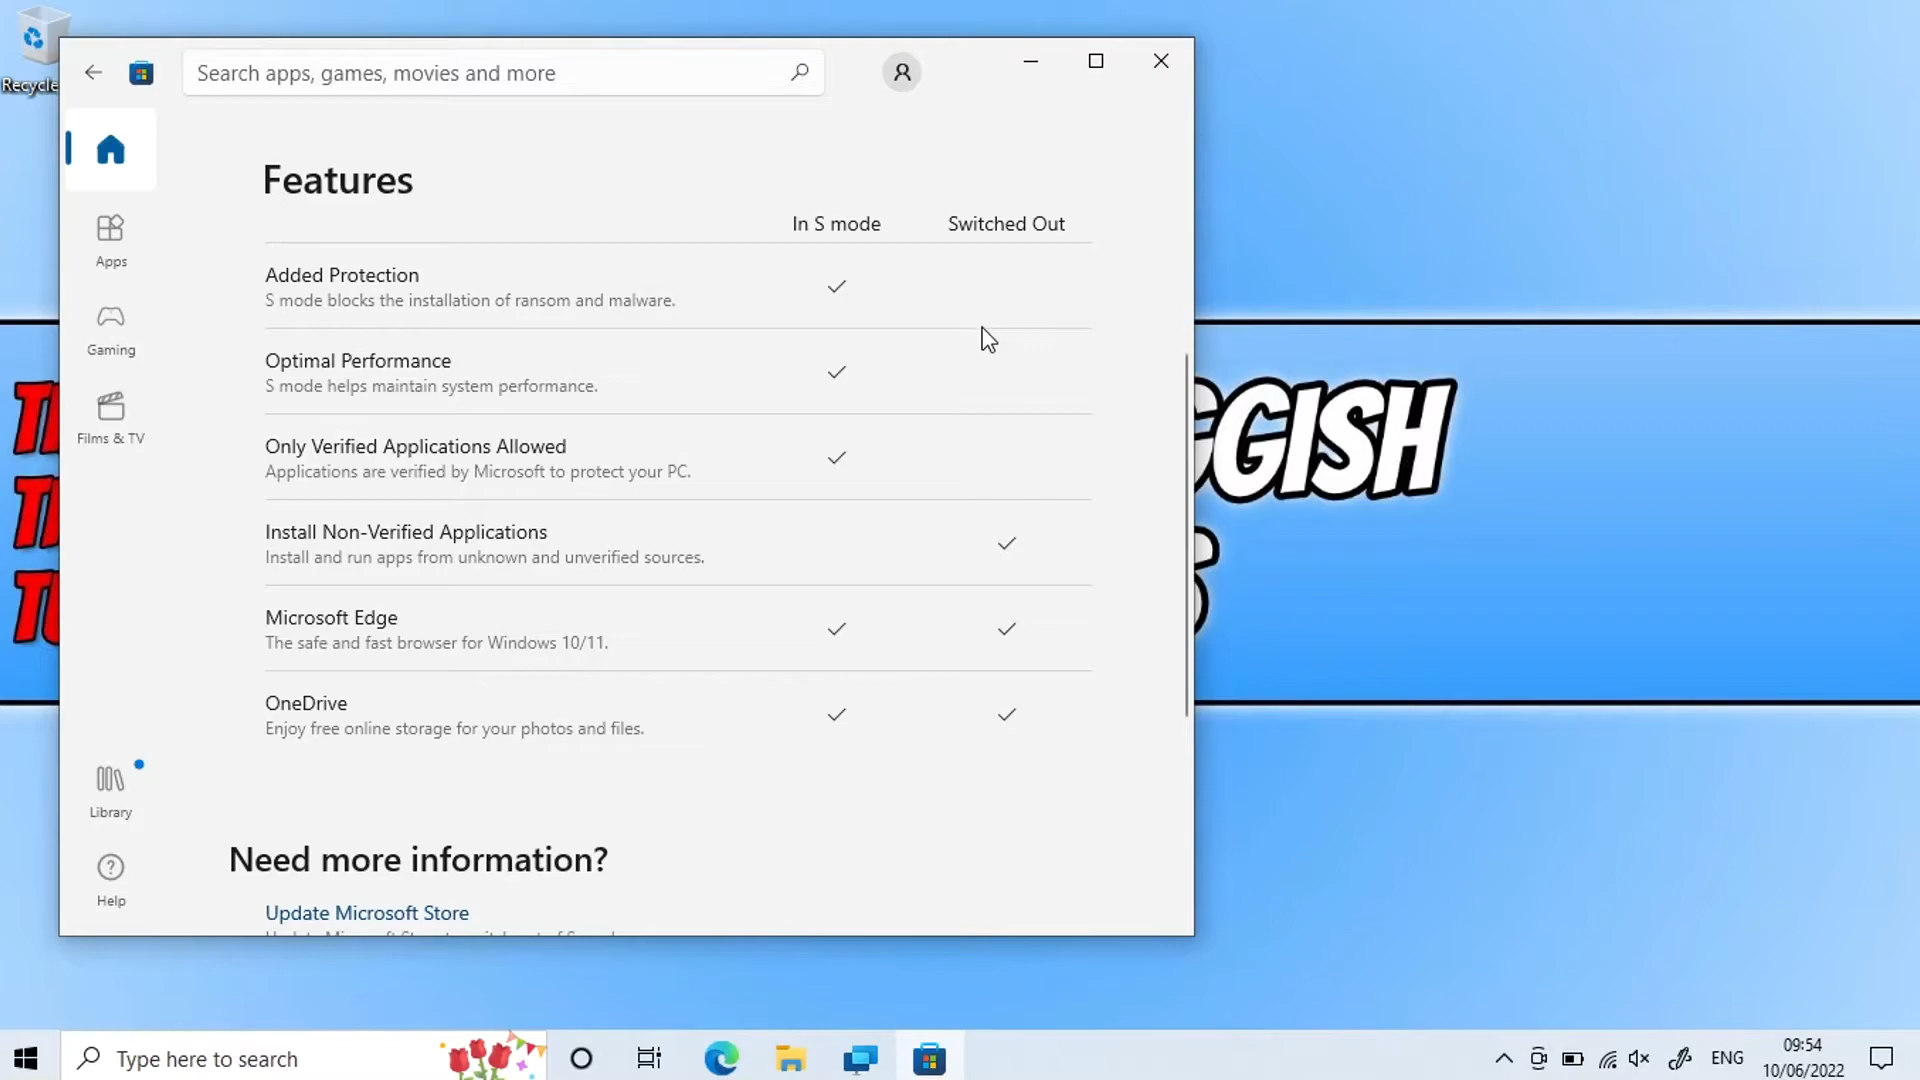 Recycle
Search apps, games, movies and more
Features
In S mode
Switched Out
Added Protection
S mode blocks the installation of ransom and malware.
Optimal Performance
S mode helps maintain system performance.
Only Verified Applications Allowed
Applications are verified by Microsoft to protect your PC.
Install Non-Verified Applications
Install and run apps from unknown and unverified sources.
Microsoft Edge
The safe and fast browser for Windows 10/11.
OneDrive
Enjoy free online storage for your photos and files.
Apps
Gaming
Films & TV
Library
Help
Need more information?
Update Microsoft Store
GGISH
Type here to search
ENG
09:54
10/06/2022